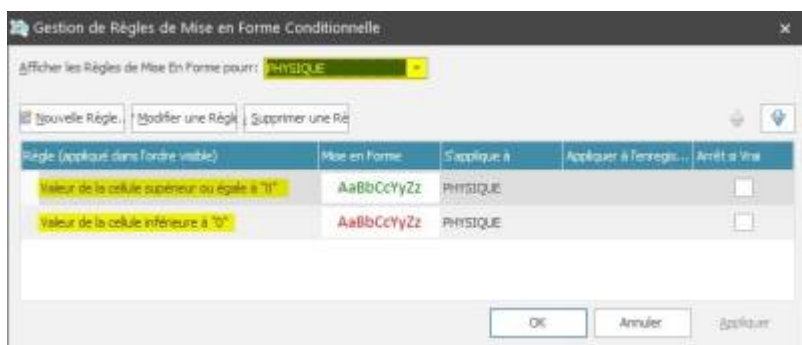 Gestion de Règles de Mise en Forme Conditionnelle
Afficher les Règles de Mise En Forme pourr: PHYSIQUE
Nouvelle Règle... Modifier une Règle Supprimer une Rè
Règle (appliqué dans l'ordre visible) Mise en Forme S'applique à Appliquer à l'enregis... Arrêt si Vrai
Valeur de la cellule supérieur ou égale à "0" AaBbCcYyZz PHYSIQUE
Valeur de la cellule inférieure à "0" AaBbCcYyZz PHYSIQUE
OK Annuler Appliquer